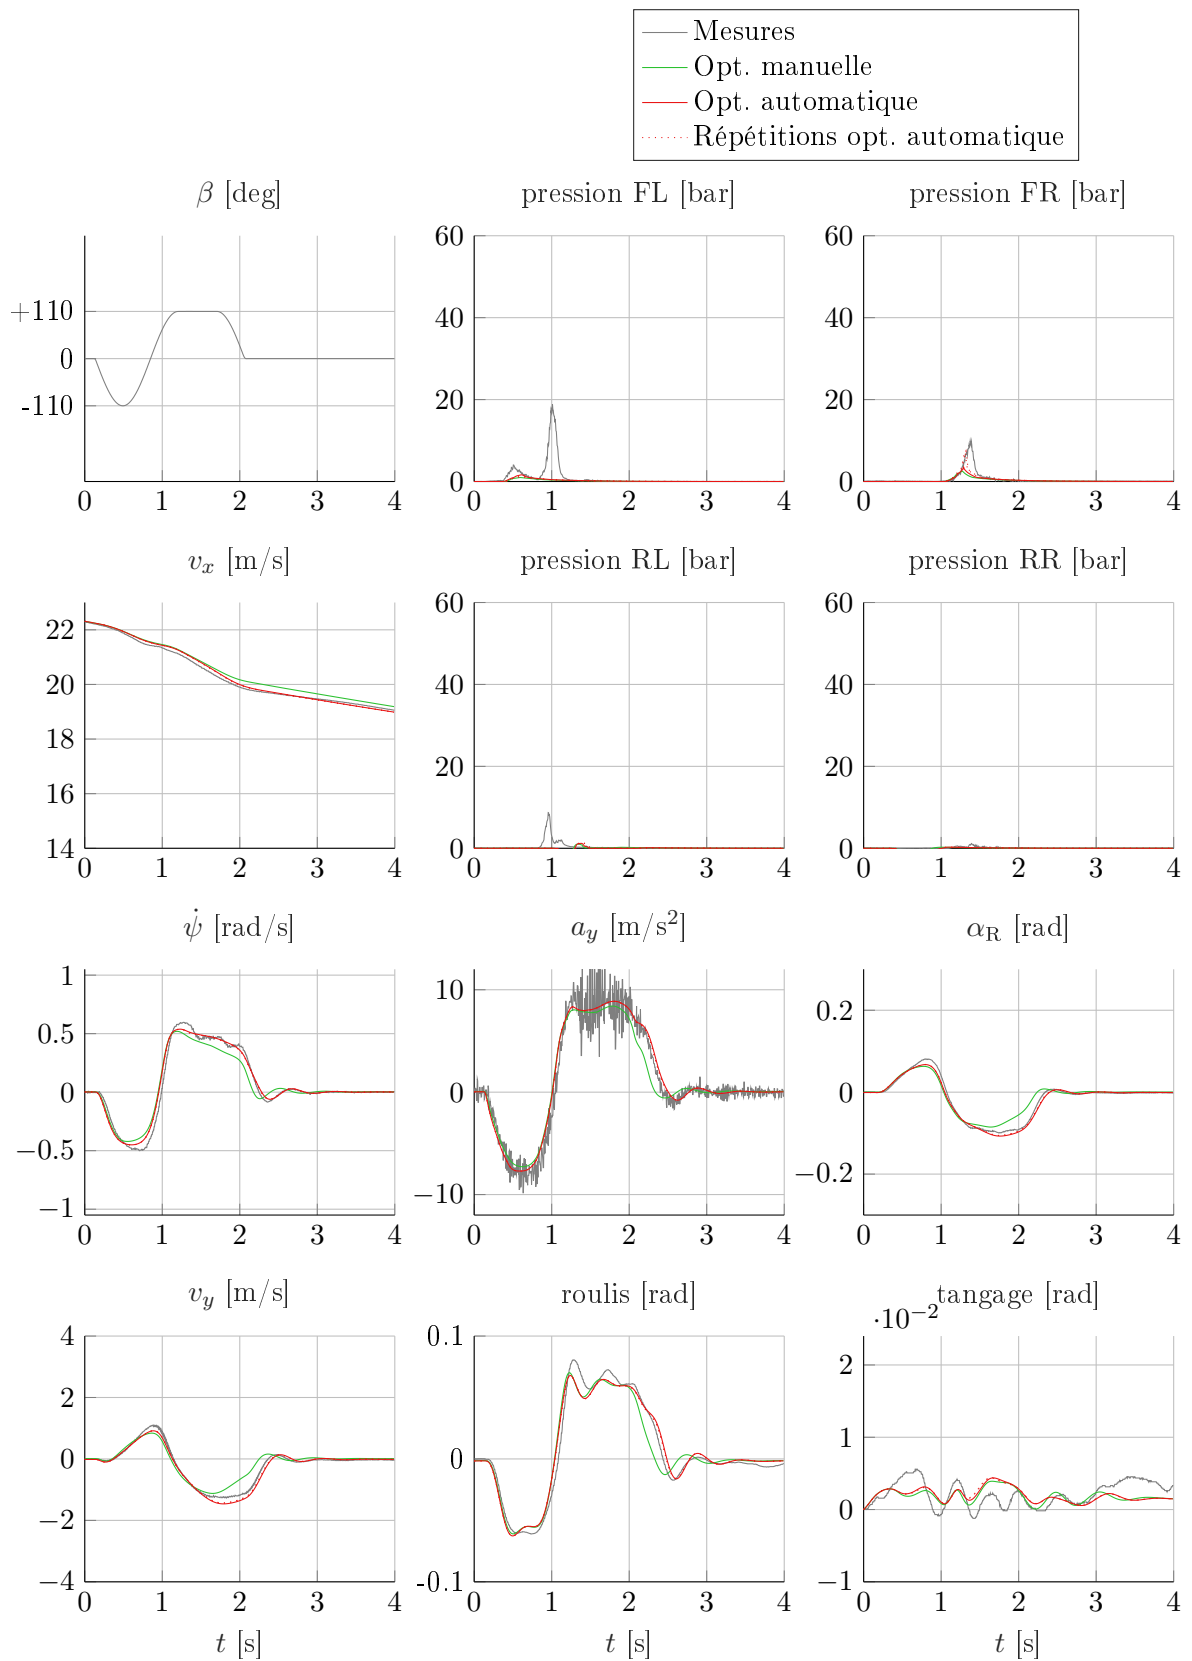 Mesures
Opt. manuelle
Opt. automatique
Répétitions opt. automatique
β [deg]
+110
0
-110
0 1 2 3 4
pression FL [bar]
60
40
20
0
0 1 2 3 4
pression FR [bar]
60
40
20
0
0 1 2 3 4
v_x [m/s]
22
20
18
16
14
0 1 2 3 4
pression RL [bar]
60
40
20
0
0 1 2 3 4
pression RR [bar]
60
40
20
0
0 1 2 3 4
ψ̇ [rad/s]
1
0.5
0
−0.5
−1
0 1 2 3 4
a_y [m/s²]
10
0
−10
0 1 2 3 4
α_R [rad]
0.2
0
−0.2
0 1 2 3 4
v_y [m/s]
4
2
0
−2
−4
0 1 2 3 4
t [s]
roulis [rad]
0.1
0
-0.1
0 1 2 3 4
t [s]
tangage [rad]
·10⁻²
2
1
0
−1
0 1 2 3 4
t [s]